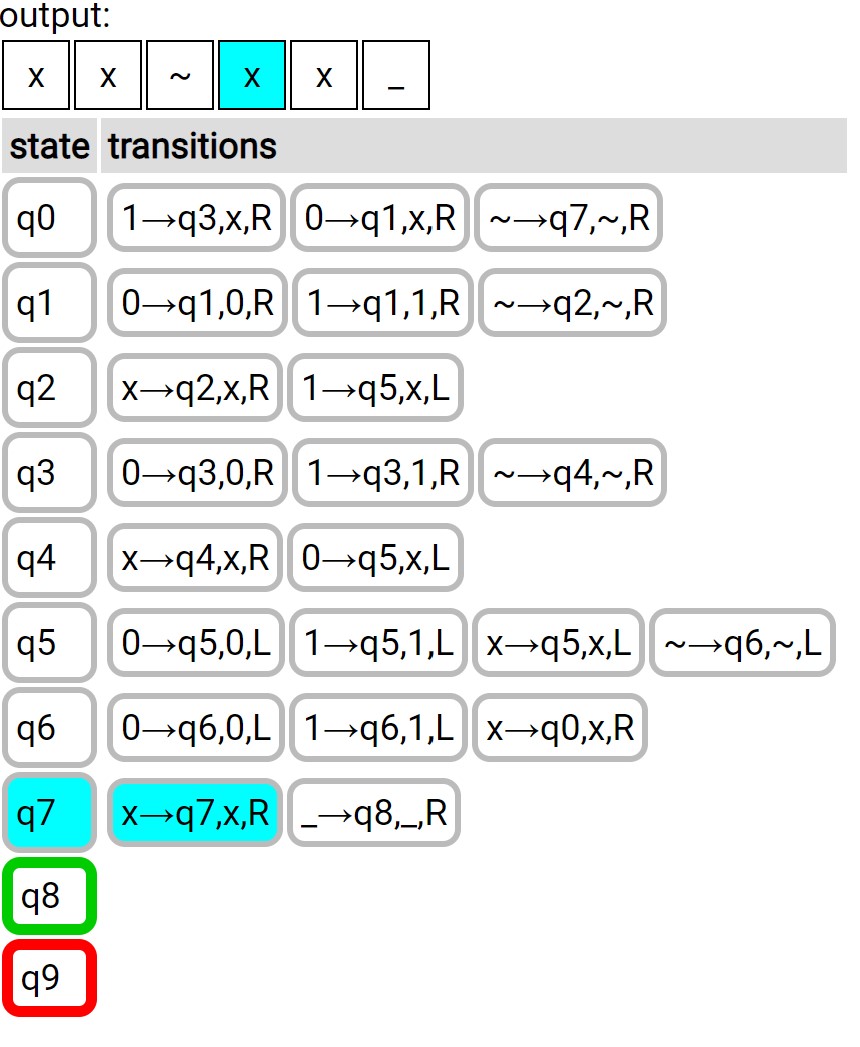 output:
x x ~ x x _
state transitions
q0 1→q3,x,R 0→q1,x,R ~→q7,~,R
q1 0→q1,0,R 1→q1,1,R ~→q2,~,R
q2 x→q2,x,R 1→q5,x,L
q3 0→q3,0,R 1→q3,1,R ~→q4,~,R
q4 x→q4,x,R 0→q5,x,L
q5 0→q5,0,L 1→q5,1,L x→q5,x,L ~→q6,~,L
q6 0→q6,0,L 1→q6,1,L x→q0,x,R
q7 x→q7,x,R _→q8,_,R
q8
q9